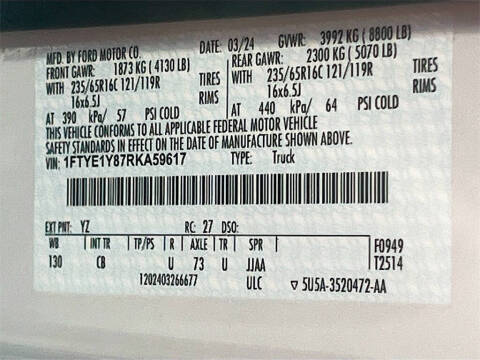 MFD. BY FORD MOTOR CO. DATE: 03/24 GVWR: 3992 KG ( 8800 LB)
FRONT GAWR: 1873 KG ( 4130 LB) REAR GAWR: 2300 KG ( 5070 LB)
WITH 235/65R16C 121/119R TIRES WITH 235/65R16C 121/119R TIRES
16x6.5J RIMS 16x6.5J RIMS
AT 390 kPa/ 57 PSI COLD AT 440 kPa/ 64 PSI COLD
THIS VEHICLE CONFORMS TO ALL APPLICABLE FEDERAL MOTOR VEHICLE
SAFETY STANDARDS IN EFFECT ON THE DATE OF MANUFACTURE SHOWN ABOVE.
VIN: 1FTYE1Y87RKA59617 TYPE: Truck
EXT PNT: YZ RC: 27 DSO:
WB INT TR TP/PS R AXLE TR SPR F0949
130 CB U 73 U JJAA T2514
1202403266677 ULC ▿ 5U5A-3520472-AA